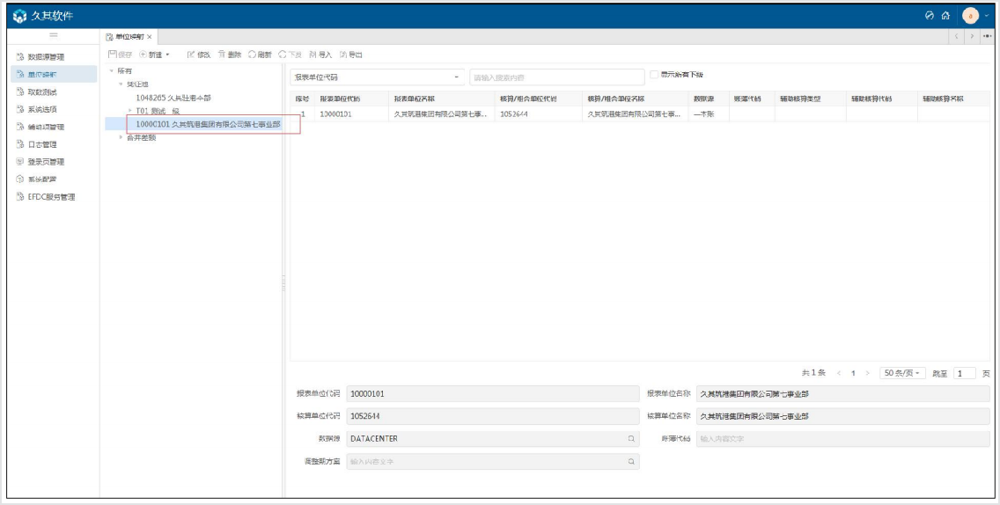 久其软件
a
单位映射 ×
保存 新建 修改 删除 刷新 下发 导入 导出
数据源管理
单位映射
取数测试
系统选项
辅助项管理
日志管理
登录页管理
系统配置
EFDC服务管理
所有
凭证池
1048265 久其驻港本部
T01 测试一级
10000101 久其筑港集团有限公司第七事业部
合并差额
报表单位代码 请输入搜索内容 显示所有下级
序号 报表单位代码 报表单位名称 核算/组合单位代码 核算/组合单位名称 数据源 账簿代码 辅助核算类型 辅助核算代码 辅助核算名称
1 10000101 久其筑港集团有限公司第七事... 1052644 久其筑港集团有限公司第七事... 一本账
共 1 条 < 1 > 50 条/页 跳至 1 页
报表单位代码 10000101 报表单位名称 久其筑港集团有限公司第七事业部
核算单位代码 1052644 核算单位名称 久其筑港集团有限公司第七事业部
数据源 DATACENTER 账簿代码 输入内容文字
调整期方案 输入内容文字